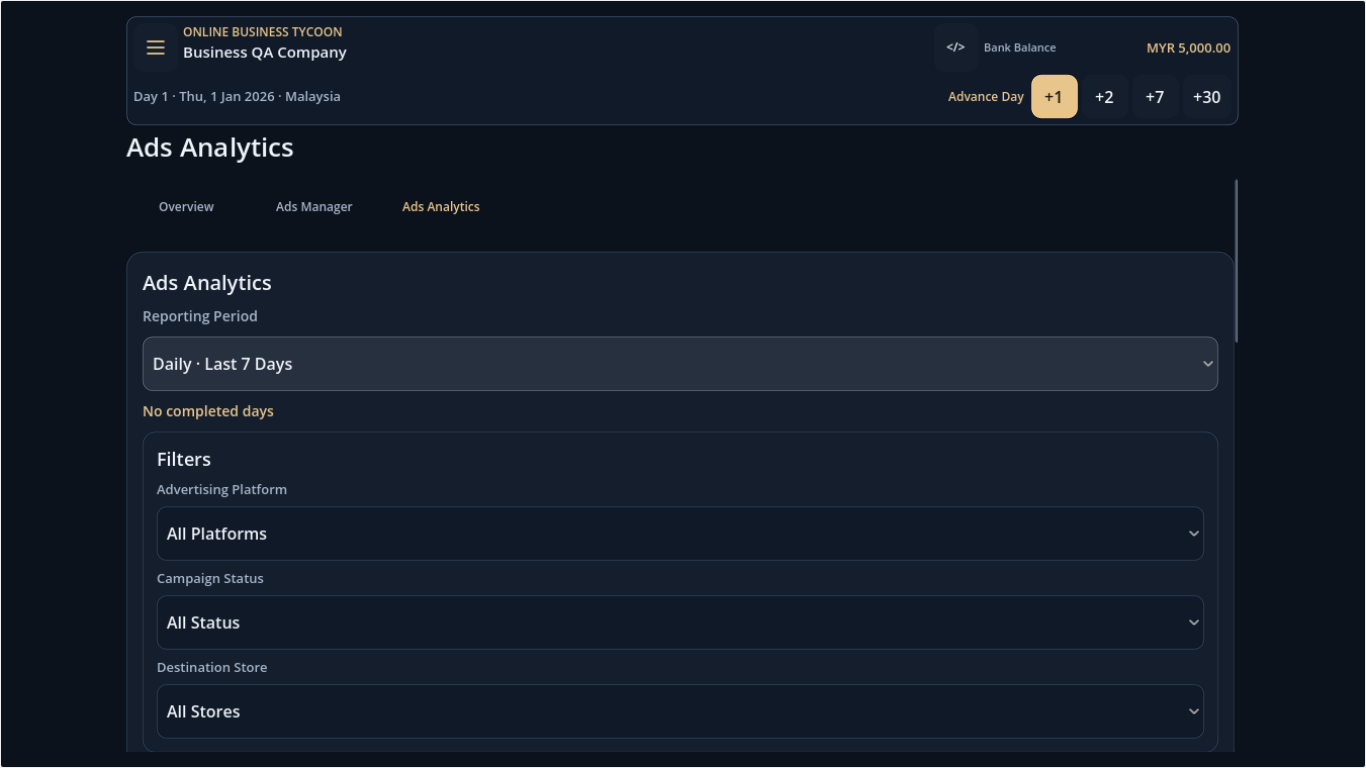 ONLINE BUSINESS TYCOON
Business QA Company
</> Bank Balance MYR 5,000.00
Day 1 · Thu, 1 Jan 2026 · Malaysia
Advance Day +1 +2 +7 +30
Ads Analytics
Overview Ads Manager Ads Analytics
Ads Analytics
Reporting Period
Daily · Last 7 Days
No completed days
Filters
Advertising Platform
All Platforms
Campaign Status
All Status
Destination Store
All Stores